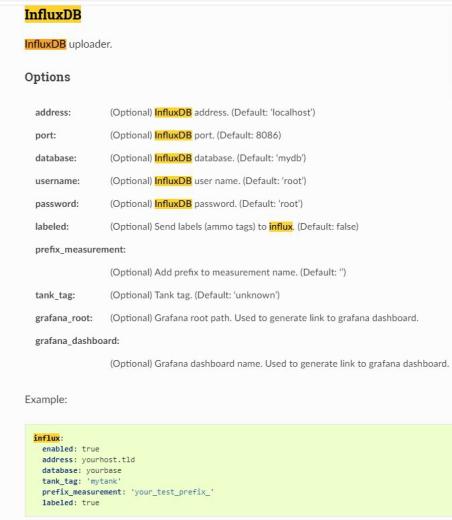 InfluxDB
InfluxDB uploader.
Options
address: (Optional) InfluxDB address. (Default: ‘localhost’)
port: (Optional) InfluxDB port. (Default: 8086)
database: (Optional) InfluxDB database. (Default: ‘mydb’)
username: (Optional) InfluxDB user name. (Default: ‘root’)
password: (Optional) InfluxDB password. (Default: ‘root’)
labeled: (Optional) Send labels (ammo tags) to influx. (Default: false)
prefix_measurement:
(Optional) Add prefix to measurement name. (Default: ‘’)
tank_tag: (Optional) Tank tag. (Default: ‘unknown’)
grafana_root: (Optional) Grafana root path. Used to generate link to grafana dashboard.
grafana_dashboard:
(Optional) Grafana dashboard name. Used to generate link to grafana dashboard.
Example:
influx:
  enabled: true
  address: yourhost.tld
  database: yourbase
  tank_tag: 'mytank'
  prefix_measurement: 'your_test_prefix_'
  labeled: true